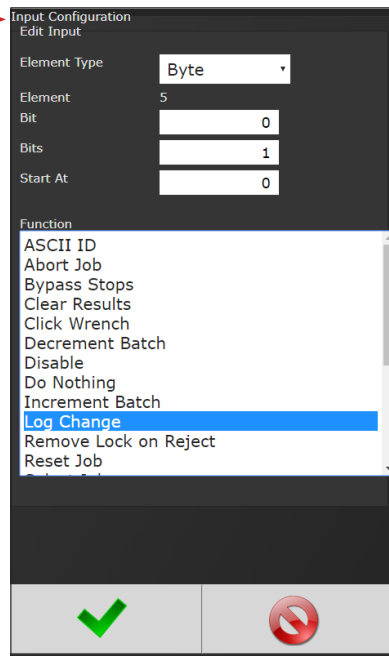 Input Configuration
Edit Input
Element Type Byte
Element 5
Bit 0
Bits 1
Start At 0
Function
ASCII ID
Abort Job
Bypass Stops
Clear Results
Click Wrench
Decrement Batch
Disable
Do Nothing
Increment Batch
Log Change
Remove Lock on Reject
Reset Job